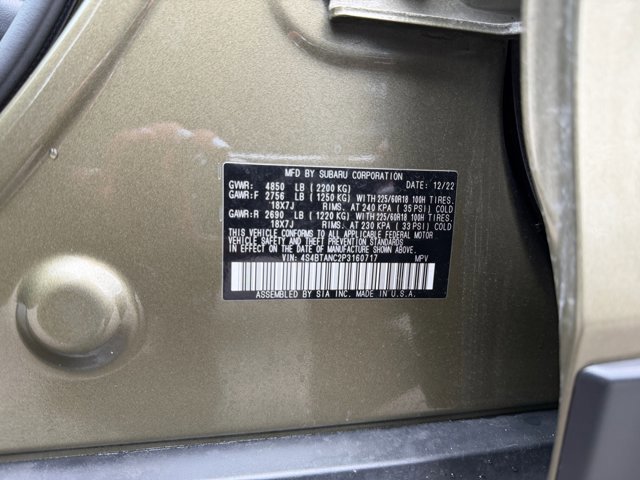 MFD BY SUBARU CORPORATION
GVWR: 4850 LB (2200 KG) DATE: 12/22
GAWR:F 2756 LB (1250 KG) WITH 225/60R18 100H TIRES.
18X7J RIMS. AT 240 KPA ( 35 PSI) COLD
GAWR:R 2690 LB (1220 KG) WITH 225/60R18 100H TIRES.
18X7J RIMS. AT 230 KPA ( 33 PSI) COLD
THIS VEHICLE CONFORMS TO ALL APPLICABLE FEDERAL MOTOR
VEHICLE SAFETY AND THEFT PREVENTION STANDARDS
IN EFFECT ON THE DATE OF MANUFACTURE SHOWN ABOVE.
VIN: 4S4BTANC2P3160717 MPV
ASSEMBLED BY SIA INC. MADE IN U.S.A.